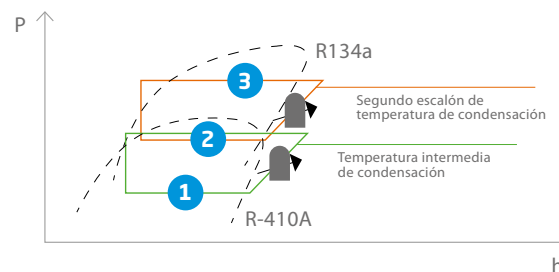 P
R134a
3
Segundo escalón de
temperatura de condensación
2
Temperatura intermedia
de condensación
1
R-410A
h